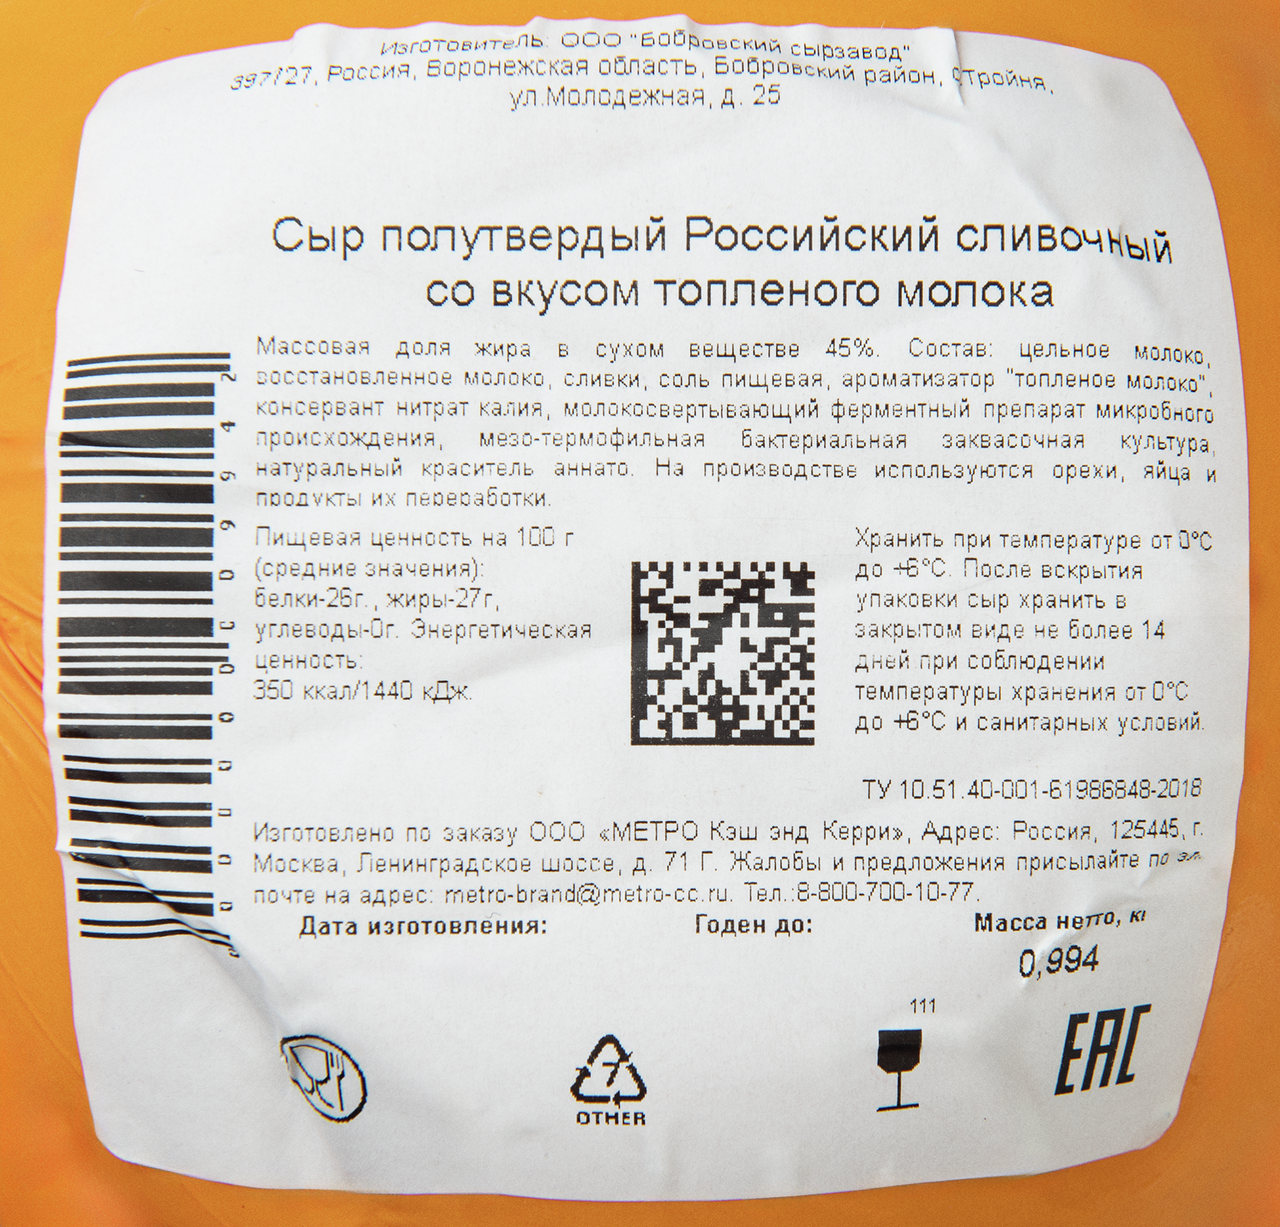 Изготовитель: ООО "Бобровский сырзавод"
397727, Россия, Воронежская область, Бобровский район, с.Тройня,
ул.Молодежная, д. 25
Сыр полутвердый Российский сливочный
со вкусом топленого молока
Массовая доля жира в сухом веществе 45%. Состав: цельное молоко,
восстановленное молоко, сливки, соль пищевая, ароматизатор "топленое молоко",
консервант нитрат калия, молокосвертывающий ферментный препарат микробного
происхождения, мезо-термофильная бактериальная заквасочная культура,
натуральный краситель аннато. На производстве используются орехи, яйца и
продукты их переработки.
Пищевая ценность на 100 г
(средние значения):
белки-26г., жиры-27г,
углеводы-0г. Энергетическая
ценность:
350 ккал/1440 кДж.
Хранить при температуре от 0°С
до +6°С. После вскрытия
упаковки сыр хранить в
закрытом виде не более 14
дней при соблюдении
температуры хранения от 0°С
до +6°С и санитарных условий.
ТУ 10.51.40-001-61986848-2018
Изготовлено по заказу ООО «МЕТРО Кэш энд Керри», Адрес: Россия, 125445, г.
Москва, Ленинградское шоссе, д. 71 Г. Жалобы и предложения присылайте по эл.
почте на адрес: metro-brand@metro-cc.ru. Тел.:8-800-700-10-77.
Дата изготовления:
Годен до:
Масса нетто, кг
0,994
111
7
OTHER
EAC